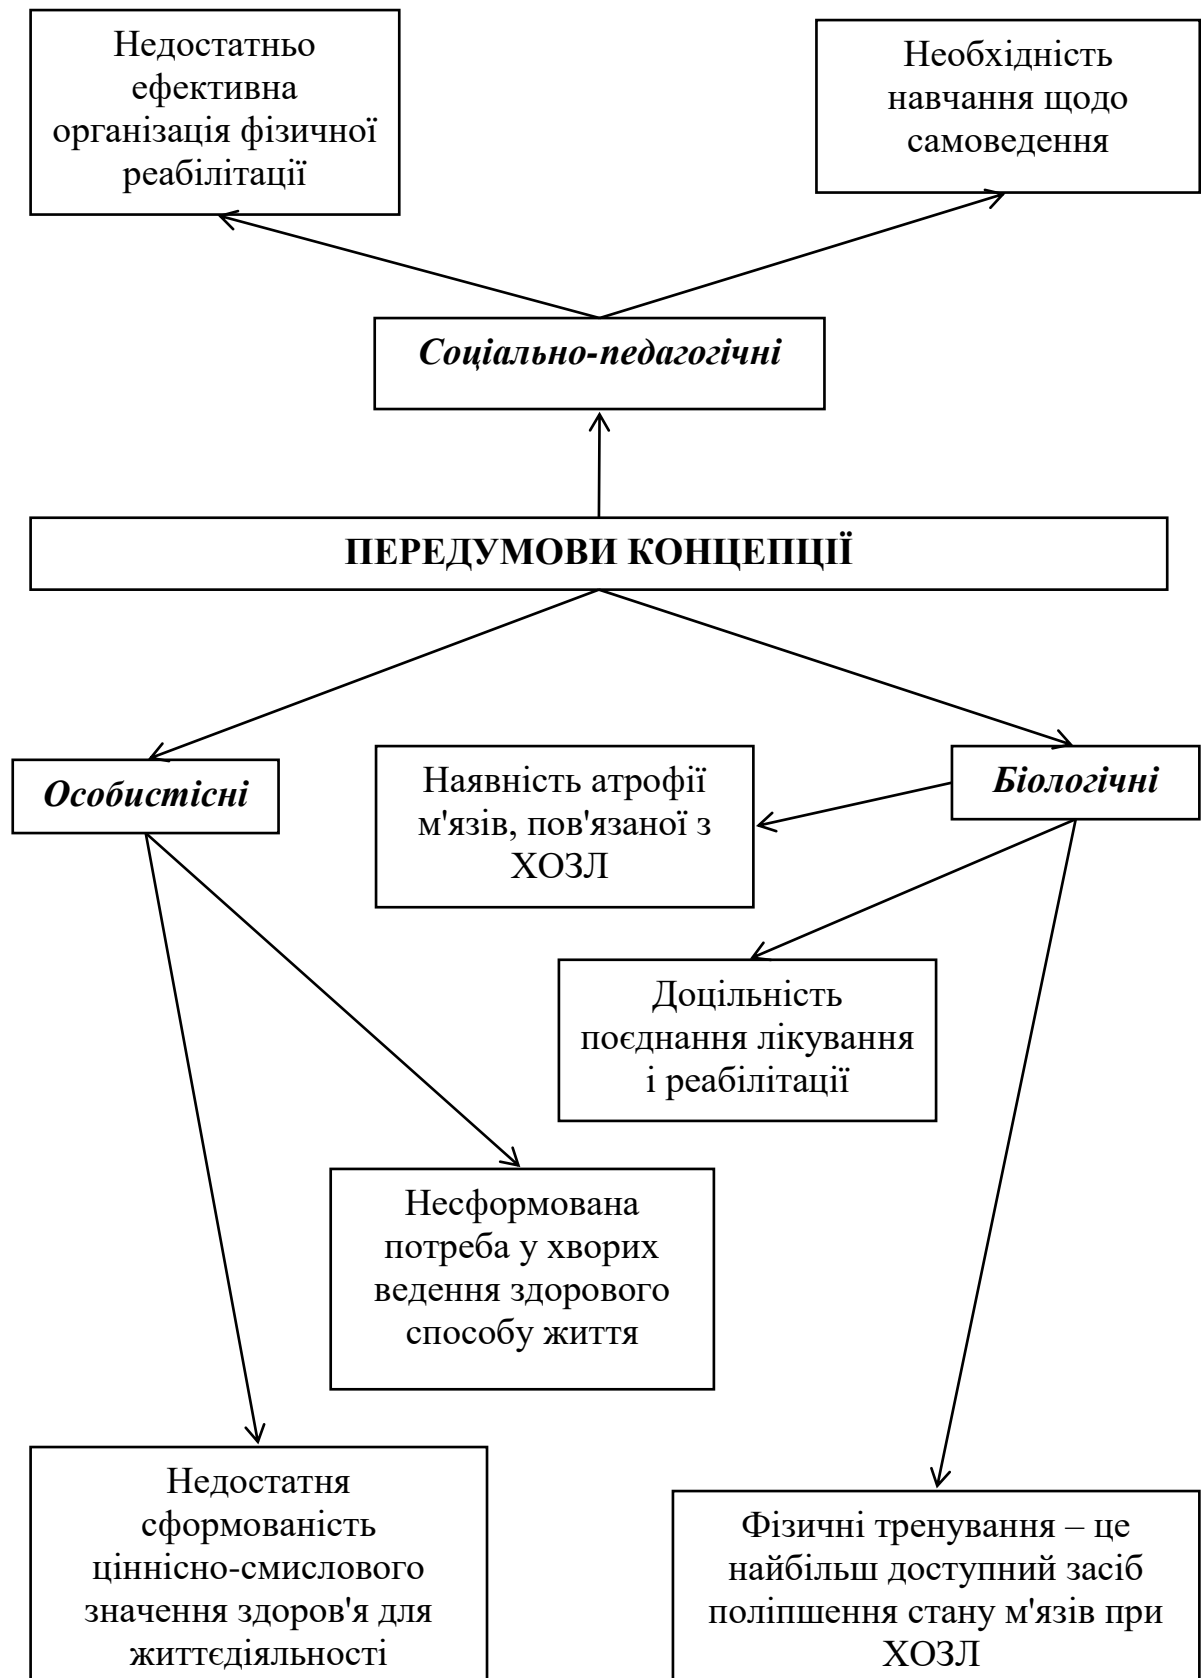 Недостатньо
ефективна
організація фізичної
реабілітації
Необхідність
навчання щодо
самоведення
Соціально-педагогічні
ПЕРЕДУМОВИ КОНЦЕПЦІЇ
Особистісні
Наявність атрофії
м'язів, пов'язаної з
ХОЗЛ
Біологічні
Доцільність
поєднання лікування
і реабілітації
Несформована
потреба у хворих
ведення здорового
способу життя
Недостатня
сформованість
ціннісно-смислового
значення здоров'я для
життєдіяльності
Фізичні тренування – це
найбільш доступний засіб
поліпшення стану м'язів при
ХОЗЛ